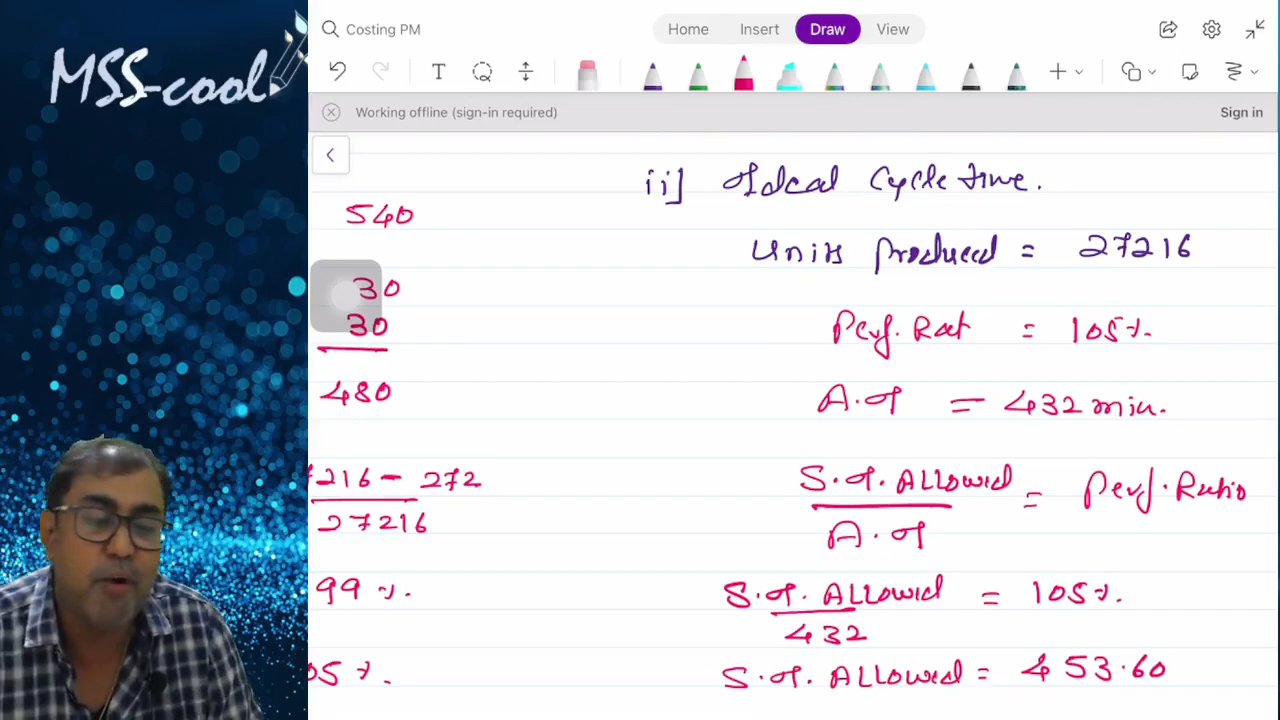 MSS-cool
Costing PM
Home Insert Draw View
Working offline (sign-in required)
Sign in
540
30
30
480
7216 - 272
27216
99 %.
05 %.
ii] Ideal Cycle time.
Units Produced = 27216
Perf. Rat = 105%.
A.T = 432 min.
S.T. Allowed = Perf. Ratio
A.T
S.T. Allowed = 105%.
432
S.T. Allowed = 453.60